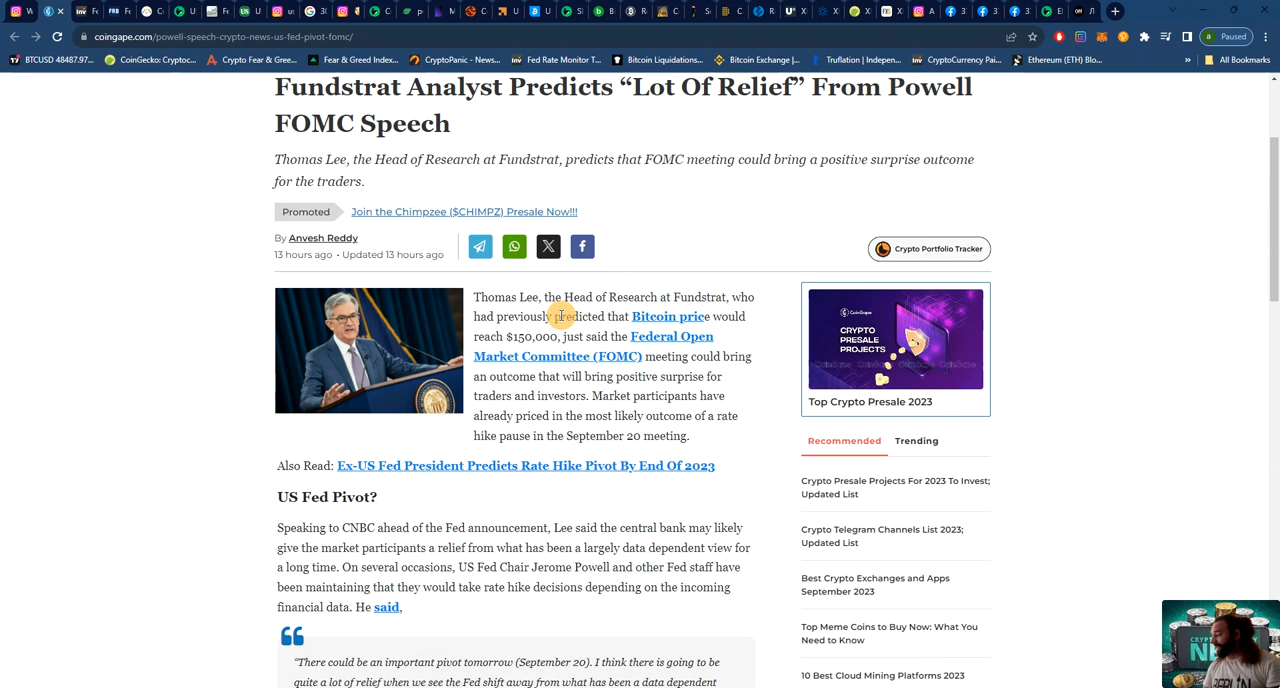 W
Fe
FRB
F
Co
U
Fe
US
U
us
30
C
p
M
C
U
U
St
B
R
C
S
C
R
U
X
X
C
X
X
A
3
3
3
El
Л
coingape.com/powell-speech-crypto-news-us-fed-pivot-fomc/
a Paused
BTCUSD 48487.97...
CoinGecko: Cryptoc...
Crypto Fear & Gree...
Fear & Greed Index...
CryptoPanic - News...
Fed Rate Monitor T...
Bitcoin Liquidations...
Bitcoin Exchange |...
Truflation | Indepen...
CryptoCurrency Pai...
Ethereum (ETH) Blo...
» All Bookmarks
Fundstrat Analyst Predicts “Lot Of Relief” From Powell
FOMC Speech
Thomas Lee, the Head of Research at Fundstrat, predicts that FOMC meeting could bring a positive surprise outcome
for the traders.
Promoted Join the Chimpzee ($CHIMPZ) Presale Now!!!
By Anvesh Reddy
13 hours ago • Updated 13 hours ago
Crypto Portfolio Tracker
Thomas Lee, the Head of Research at Fundstrat, who
had previously predicted that Bitcoin price would
reach $150,000, just said the Federal Open
Market Committee (FOMC) meeting could bring
an outcome that will bring positive surprise for
traders and investors. Market participants have
already priced in the most likely outcome of a rate
hike pause in the September 20 meeting.
Also Read: Ex-US Fed President Predicts Rate Hike Pivot By End Of 2023
US Fed Pivot?
Speaking to CNBC ahead of the Fed announcement, Lee said the central bank may likely
give the market participants a relief from what has been a largely data dependent view for
a long time. On several occasions, US Fed Chair Jerome Powell and other Fed staff have
been maintaining that they would take rate hike decisions depending on the incoming
financial data. He said,
“There could be an important pivot tomorrow (September 20). I think there is going to be
quite a lot of relief when we see the Fed shift away from what has been a data dependent
CoinGape
CRYPTO
PRESALE
PROJECTS
Top Crypto Presale 2023
Recommended
Trending
Crypto Presale Projects For 2023 To Invest;
Updated List
Crypto Telegram Channels List 2023;
Updated List
Best Crypto Exchanges and Apps
September 2023
Top Meme Coins to Buy Now: What You
Need to Know
10 Best Cloud Mining Platforms 2023